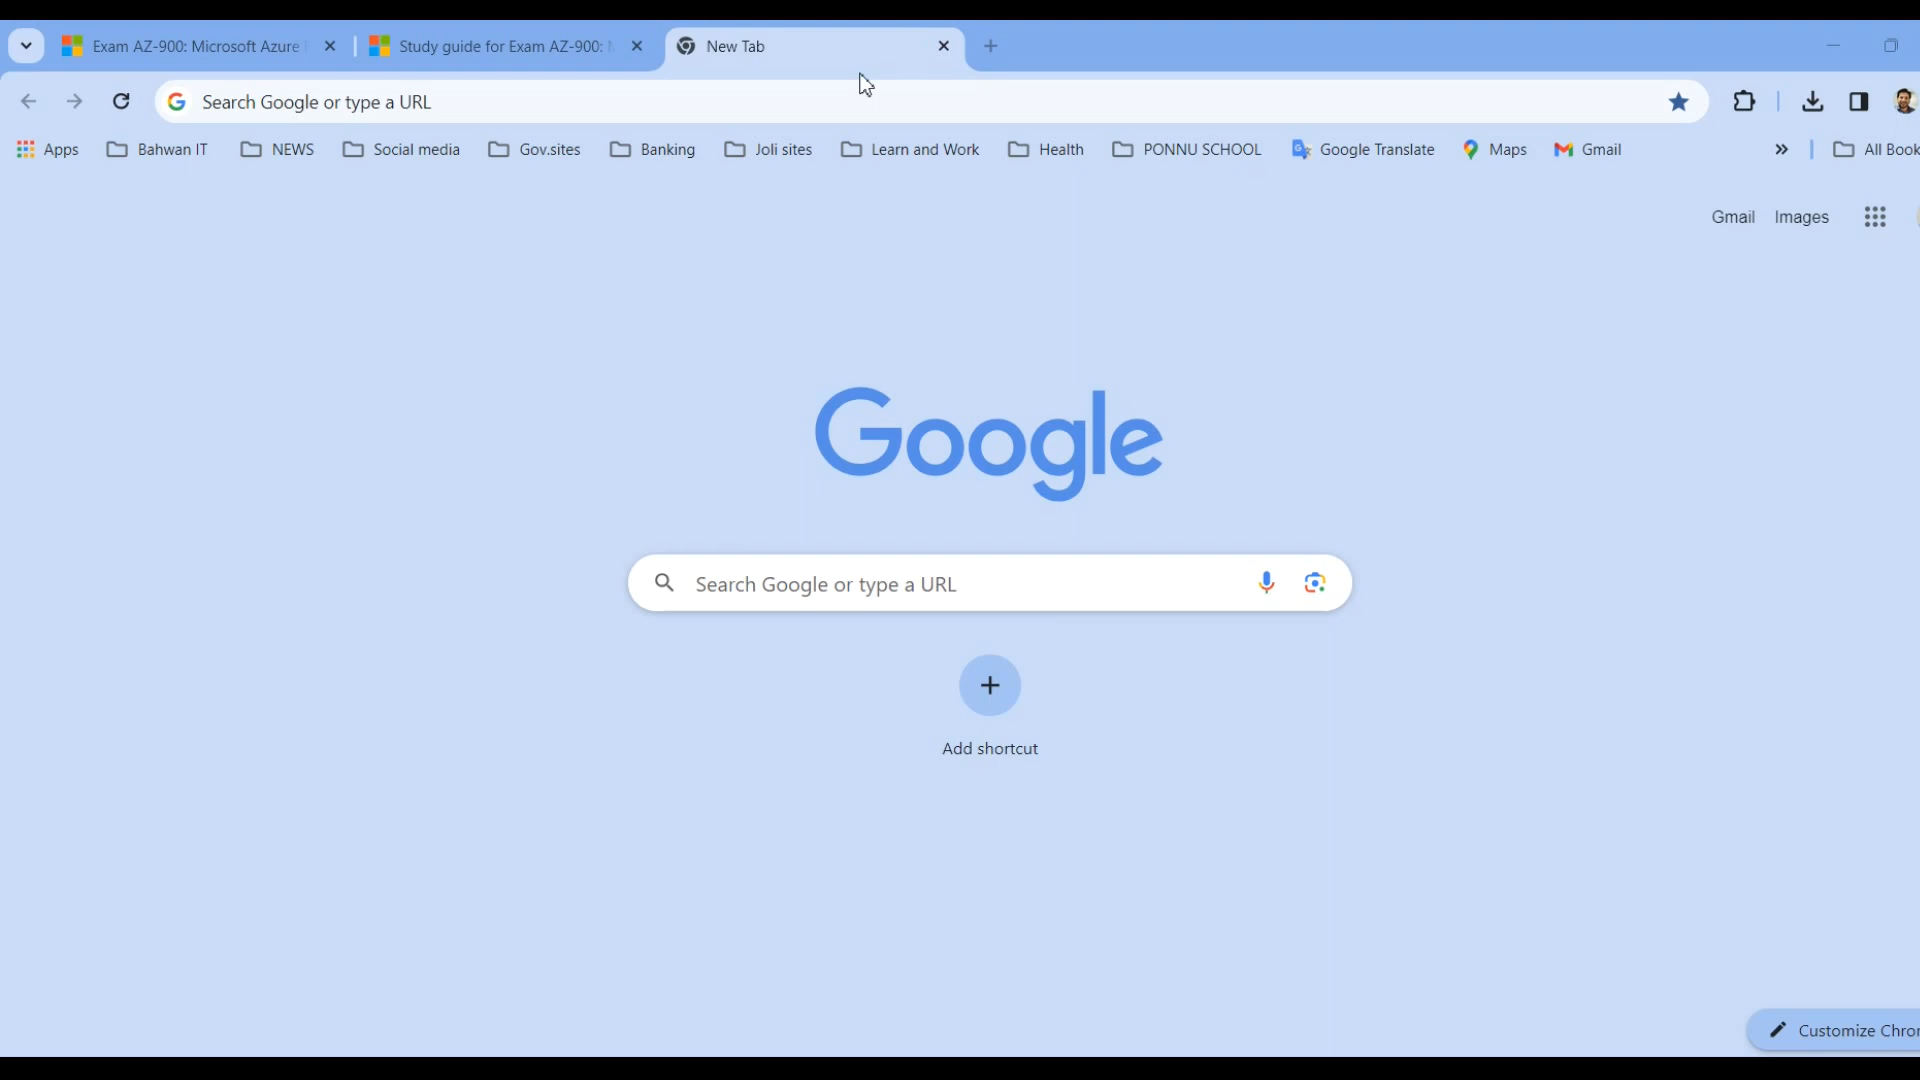 Exam AZ-900: Microsoft Azure
Study guide for Exam AZ-900:
New Tab
Search Google or type a URL
Apps
Bahwan IT
NEWS
Social media
Gov.sites
Banking
Joli sites
Learn and Work
Health
PONNU SCHOOL
Google Translate
Maps
Gmail
All Book
Gmail
Images
Google
Search Google or type a URL
Add shortcut
Customize Chro